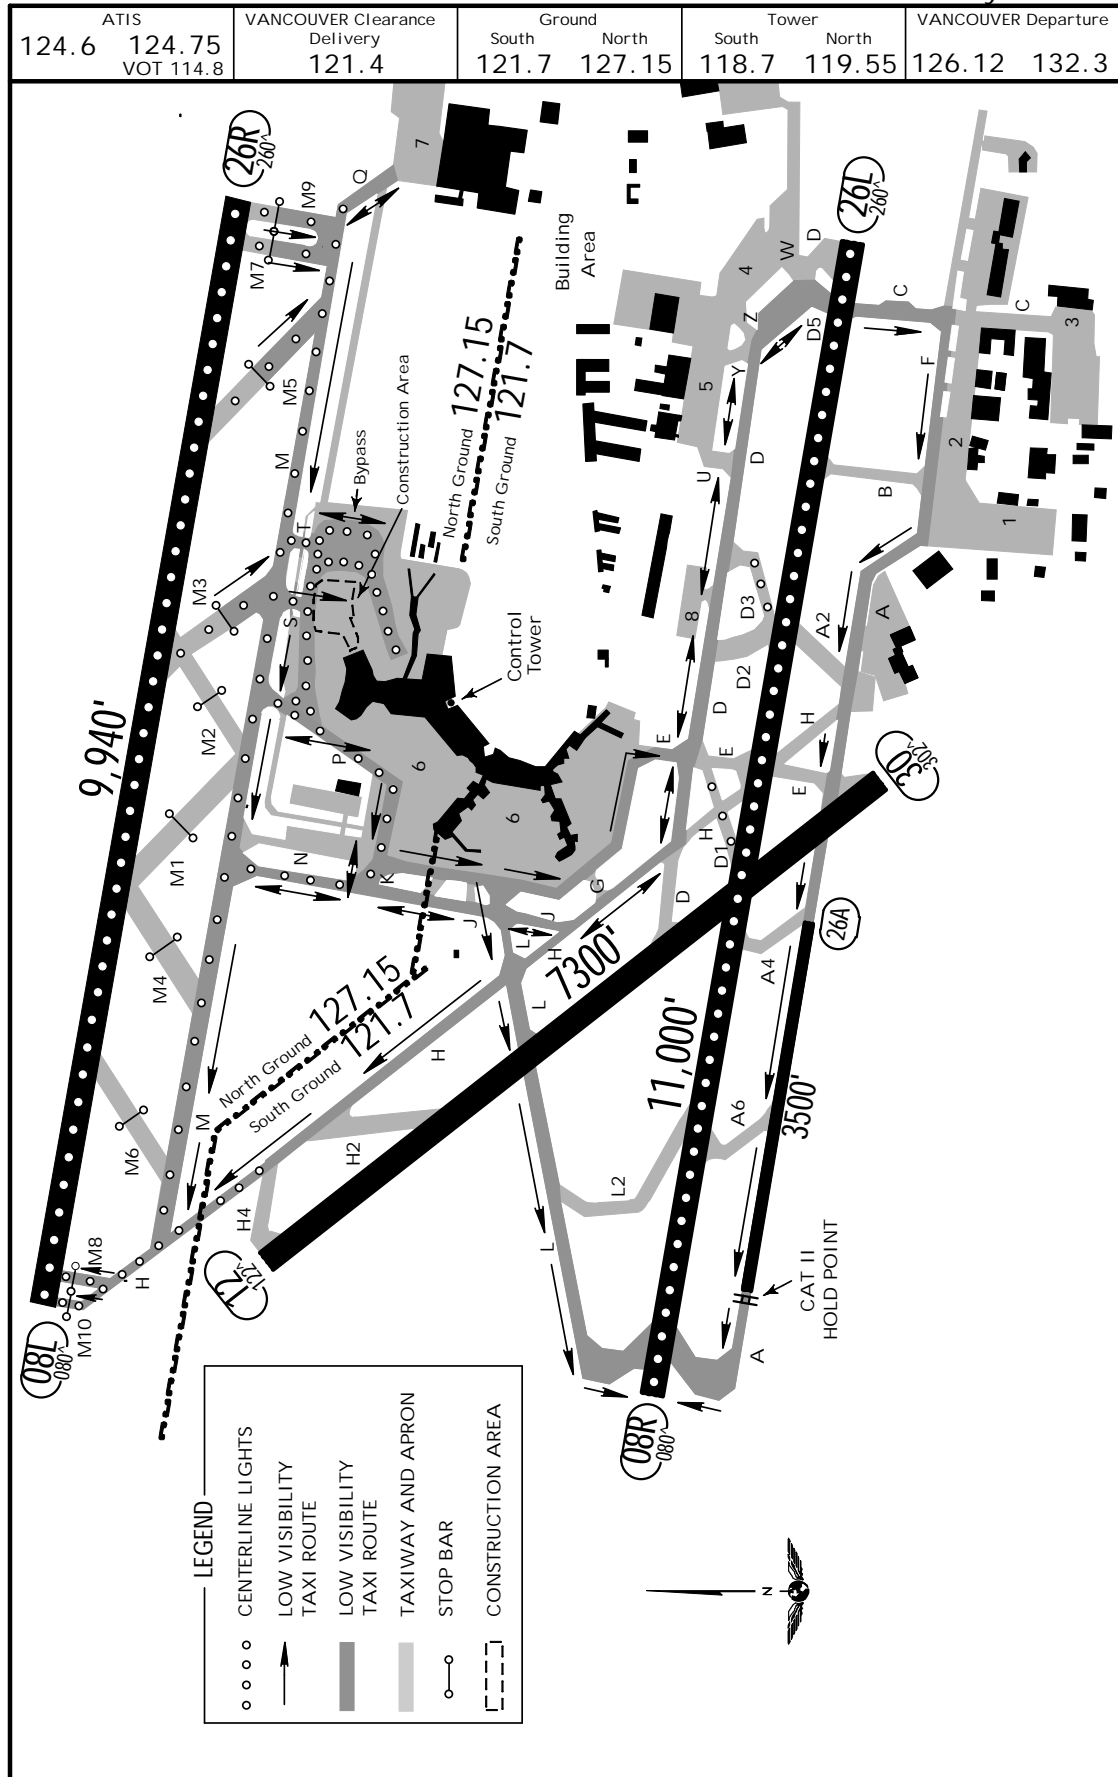 ATIS
124.6 124.75
VOT 114.8
VANCOUVER Clearance
Delivery
121.4
Ground
South North
121.7 127.15
Tower
South North
118.7 119.55
VANCOUVER Departure
126.12 132.3
26R
260^
M9
Q
7
M7
M5
M
T
Bypass
Construction Area
North Ground 127.15
South Ground 121.7
Building
Area
4
W
D
26L
260^
Z
D5
C
C
3
Y
5
F
U
D
B
2
1
M3
S
8
D3
A2
A
D2
Control
Tower
M2
P
6
E
D
E
H
30
302^
9,940'
M1
N
6
K
H
D1
E
G
J
J
D
26A
L
H
7300'
A4
M4
North Ground 127.15
South Ground 121.7
H
L
11,000'
M
M6
H2
A6
3500'
L2
H4
M8
H
12
122^
L
CAT II
HOLD POINT
M10
08L
080^
A
08R
080^
LEGEND
CENTERLINE LIGHTS
LOW VISIBILITY
TAXI ROUTE
LOW VISIBILITY
TAXI ROUTE
TAXIWAY AND APRON
STOP BAR
CONSTRUCTION AREA
N